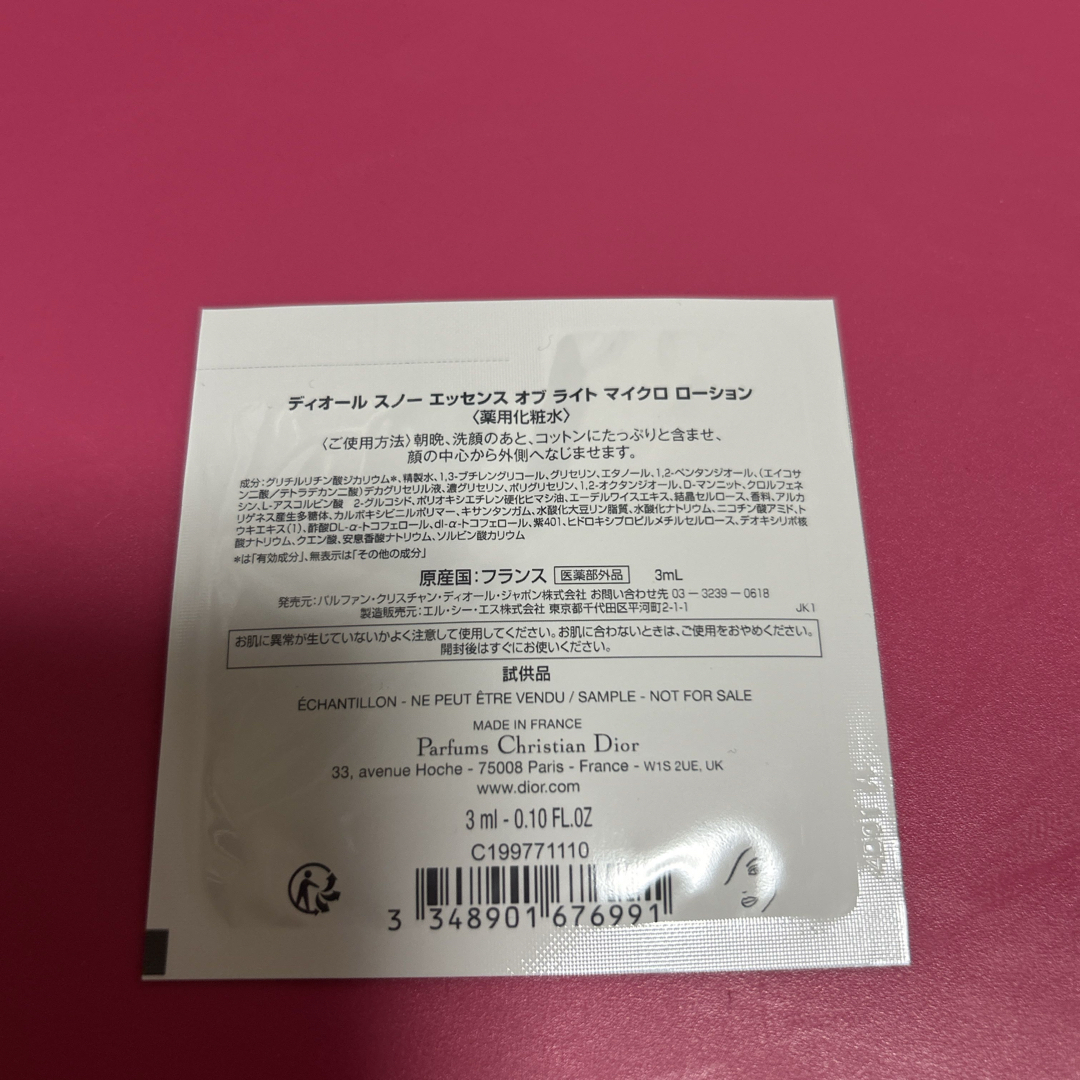 ディオール スノー エッセンス オブ ライト マイクロ ローション
〈薬用化粧水〉
〈ご使用方法〉朝晩、洗顔のあと、コットンにたっぷりと含ませ、
顔の中心から外側へなじませます。
成分：グリチルリチン酸ジカリウム*、精製水、1,3-ブチレングリコール、グリセリン、エタノール、1,2-ペンタンジオール、(エイコサ
ン二酸／テトラデカン二酸)デカグリセリル液、濃グリセリン、ポリグリセリン、1,2-オクタンジオール、D-マンニット、クロルフェネ
シン、L-アスコルビン酸 2-グルコシド、ポリオキシエチレン硬化ヒマシ油、エーデルワイスエキス、結晶セルロース、香料、アルカ
リゲネス産生多糖体、カルボキシビニルポリマー、キサンタンガム、水酸化大豆リン脂質、水酸化ナトリウム、ニコチン酸アミド、ト
ウキエキス(1)、酢酸DL-α-トコフェロール、dl-α-トコフェロール、紫401、ヒドロキシプロピルメチルセルロース、デオキシリボ核
酸ナトリウム、クエン酸、安息香酸ナトリウム、ソルビン酸カリウム
*は「有効成分」、無表示は「その他の成分」
原産国：フランス 医薬部外品 3mL
発売元：パルファン・クリスチャン・ディオール・ジャポン株式会社 お問い合わせ先 03－3239－0618
製造販売元：エル・シー・エス株式会社 東京都千代田区平河町2-1-1 JK1
お肌に異常が生じていないかよく注意して使用してください。お肌に合わないときは、ご使用をおやめください。
開封後はすぐにお使いください。
試供品
ÉCHANTILLON - NE PEUT ÊTRE VENDU / SAMPLE - NOT FOR SALE
MADE IN FRANCE
Parfums Christian Dior
33, avenue Hoche - 75008 Paris - France - W1S 2UE, UK
www.dior.com
3 ml - 0.10 FL.OZ
C199771110
3 348901 676991